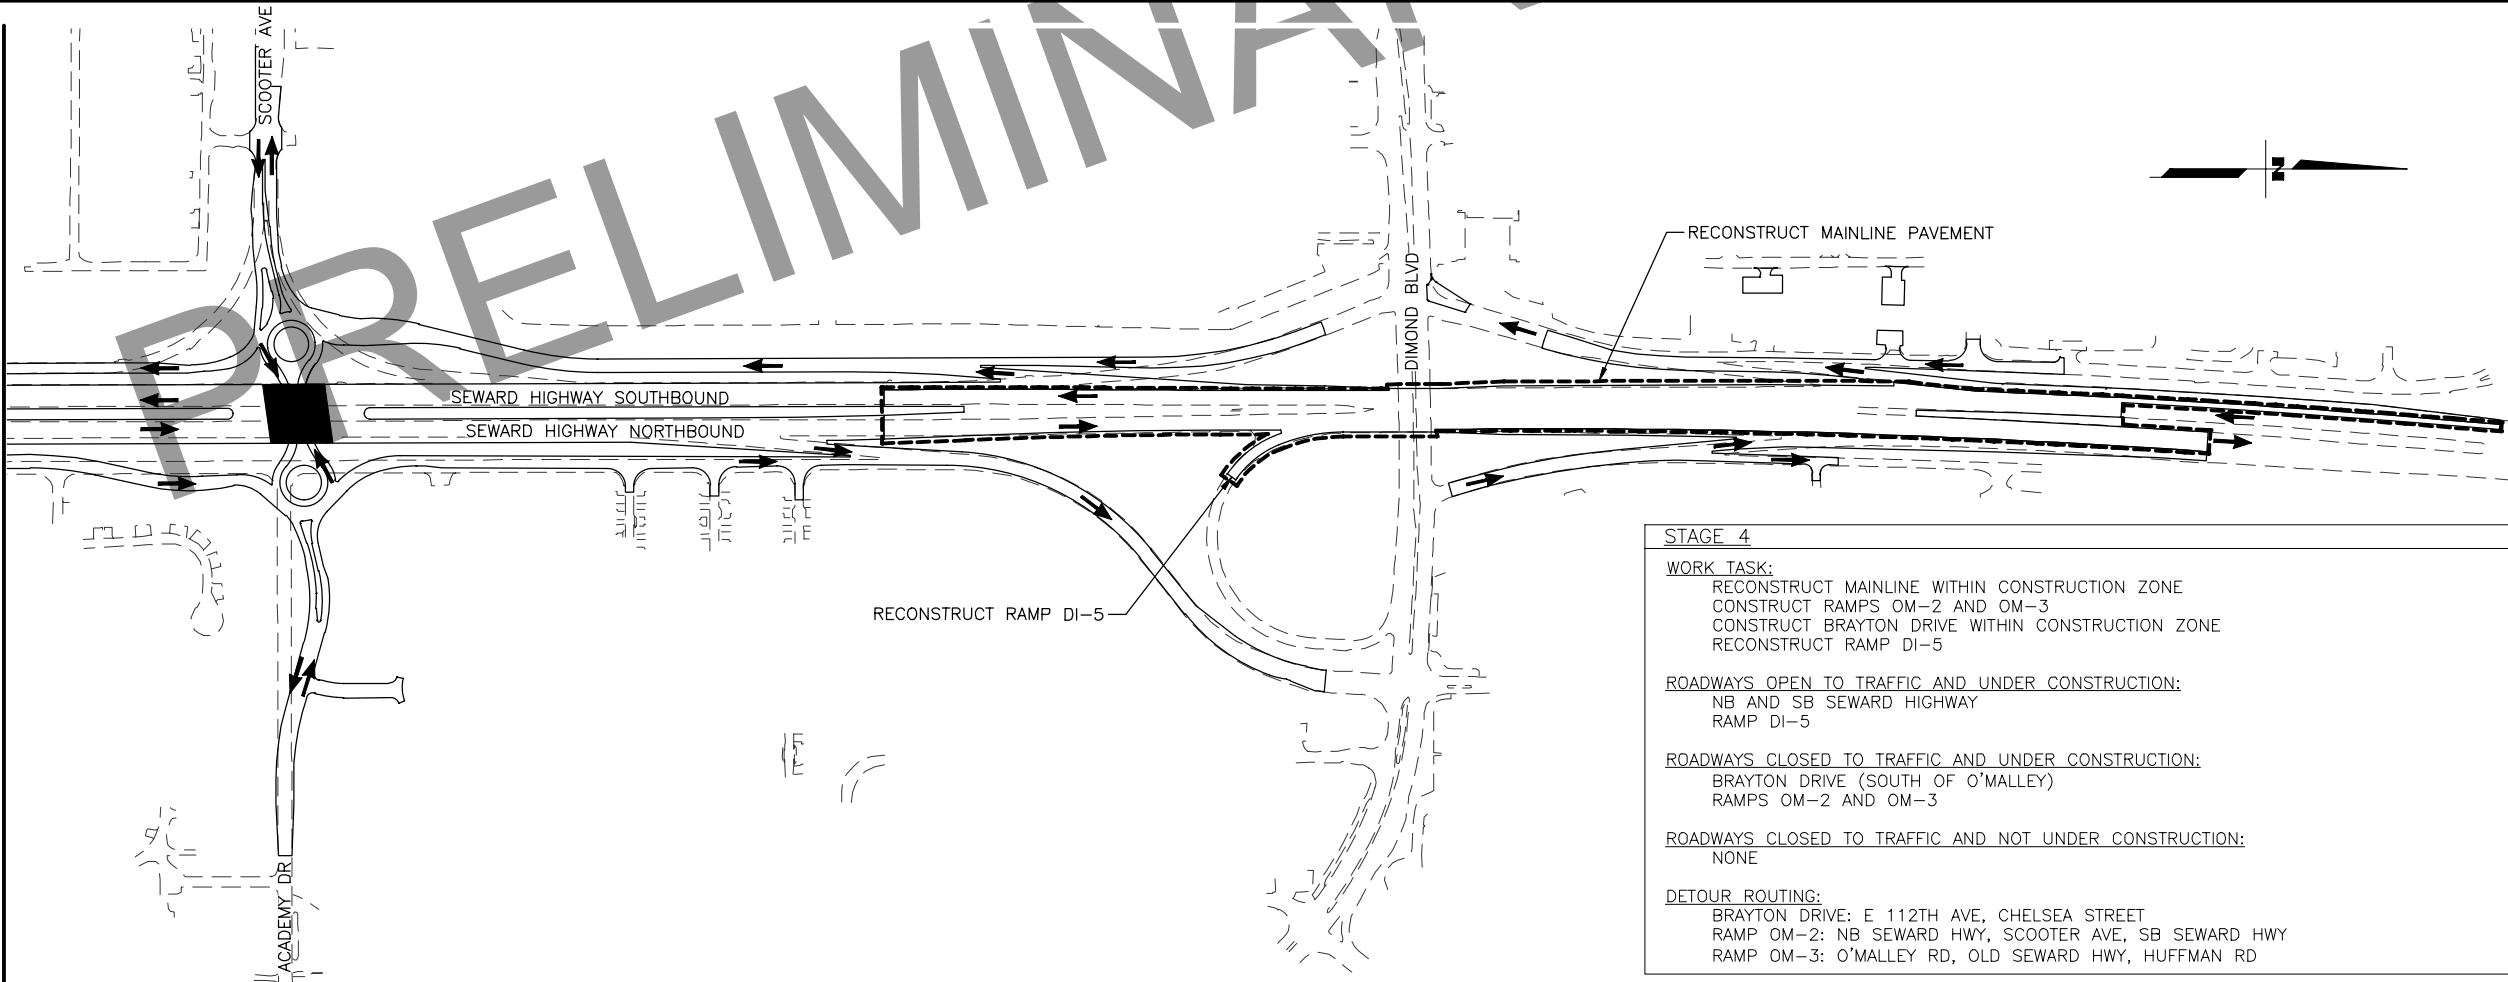 SCOOTER AVE
PRELIMINA
N
RECONSTRUCT MAINLINE PAVEMENT
DIMOND BLVD
SEWARD HIGHWAY SOUTHBOUND
SEWARD HIGHWAY NORTHBOUND
RECONSTRUCT RAMP DI-5
ACADEMY DR
STAGE 4
WORK TASK:
RECONSTRUCT MAINLINE WITHIN CONSTRUCTION ZONE
CONSTRUCT RAMPS OM-2 AND OM-3
CONSTRUCT BRAYTON DRIVE WITHIN CONSTRUCTION ZONE
RECONSTRUCT RAMP DI-5
ROADWAYS OPEN TO TRAFFIC AND UNDER CONSTRUCTION:
NB AND SB SEWARD HIGHWAY
RAMP DI-5
ROADWAYS CLOSED TO TRAFFIC AND UNDER CONSTRUCTION:
BRAYTON DRIVE (SOUTH OF O'MALLEY)
RAMPS OM-2 AND OM-3
ROADWAYS CLOSED TO TRAFFIC AND NOT UNDER CONSTRUCTION:
NONE
DETOUR ROUTING:
BRAYTON DRIVE: E 112TH AVE, CHELSEA STREET
RAMP OM-2: NB SEWARD HWY, SCOOTER AVE, SB SEWARD HWY
RAMP OM-3: O'MALLEY RD, OLD SEWARD HWY, HUFFMAN RD